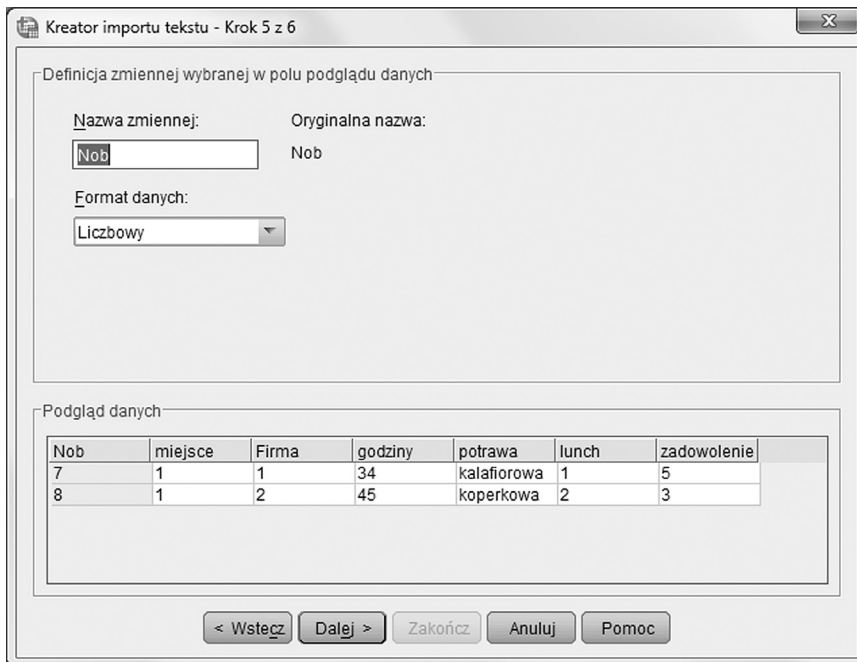 Kreator importu tekstu - Krok 5 z 6
Definicja zmiennej wybranej w polu podglądu danych
Nazwa zmiennej: Oryginalna nazwa:
Nob Nob
Format danych:
Liczbowy
Podgląd danych
Nob miejsce Firma godziny potrawa lunch zadowolenie
7 1 1 34 kalafiorowa 1 5
8 1 2 45 koperkowa 2 3
< Wstecz Dalej > Zakończ Anuluj Pomoc